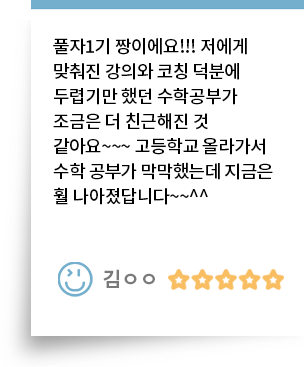 풀자1기 짱이에요!!! 저에게
맞춰진 강의와 코칭 덕분에
두렵기만 했던 수학공부가
조금은 더 친근해진 것
같아요~~~ 고등학교 올라가서
수학 공부가 막막했는데 지금은
훨 나아졌답니다~~^^
김ㅇㅇ